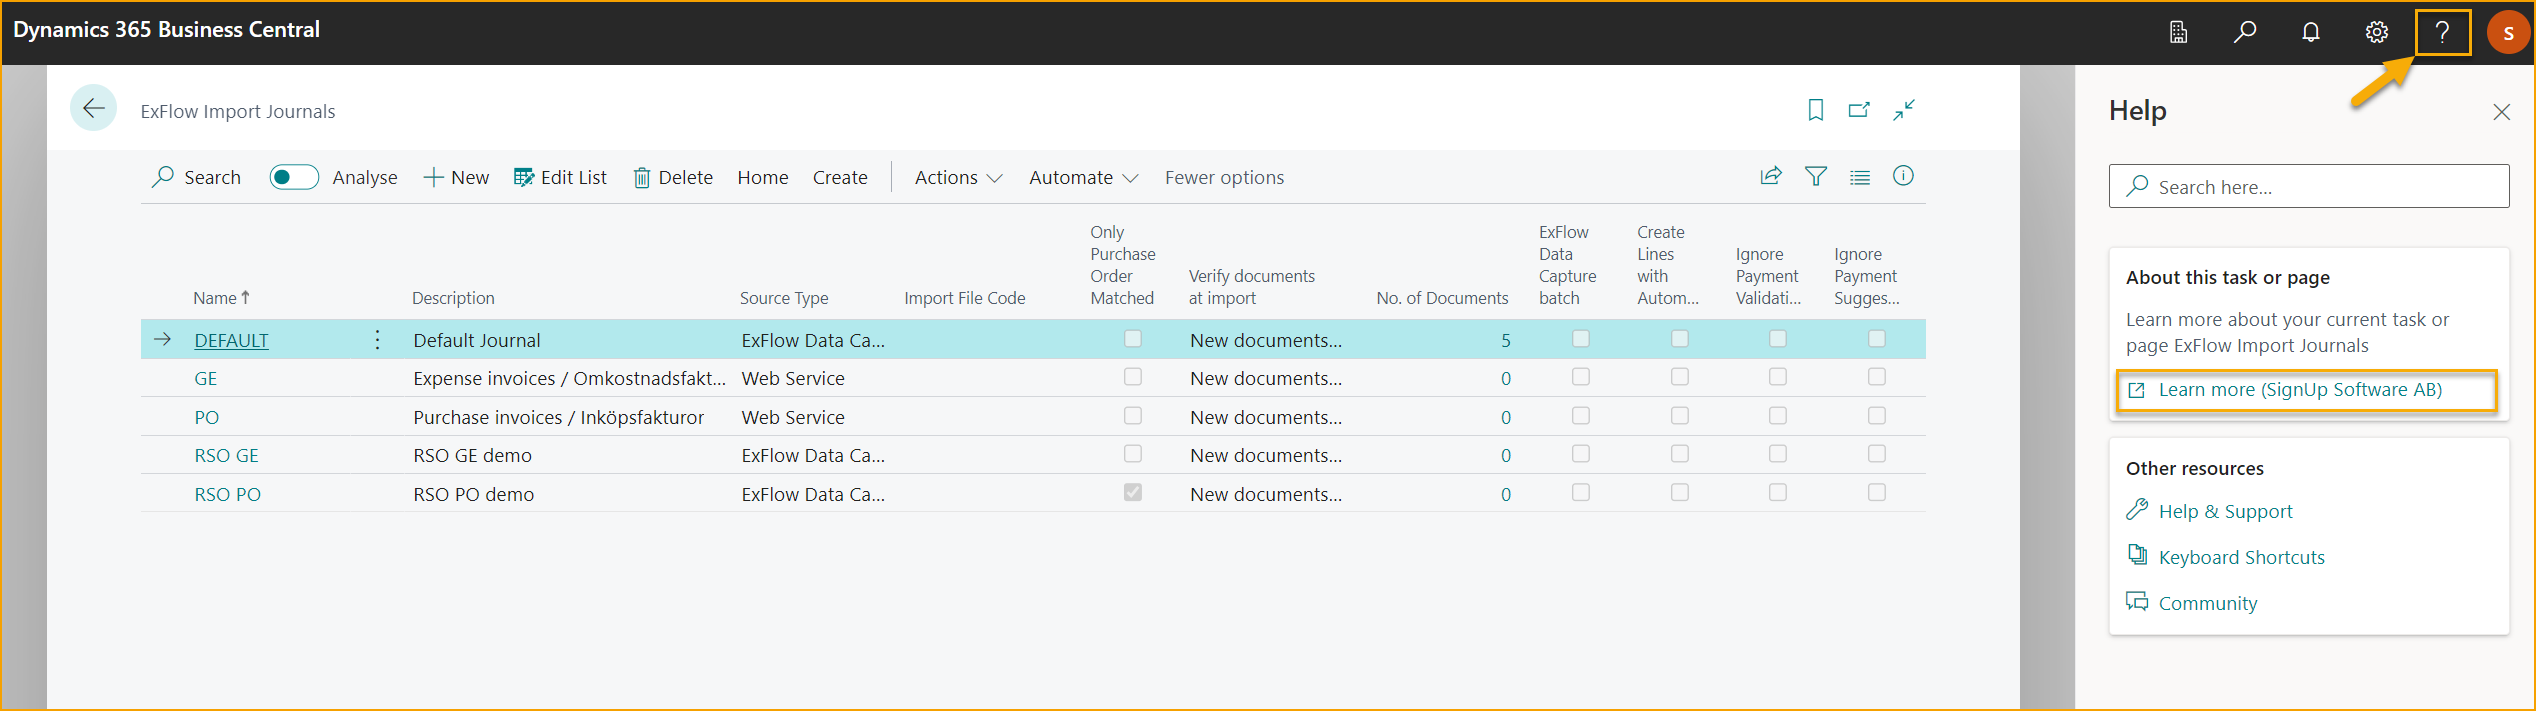 Dynamics 365 Business Central
?
S
ExFlow Import Journals
Search Analyse New Edit List Delete Home Create Actions Automate Fewer options
Name Description Source Type Import File Code Only Purchase Order Matched Verify documents at import No. of Documents ExFlow Data Capture batch Create Lines with Autom... Ignore Payment Validati... Ignore Payment Sugges...
DEFAULT Default Journal ExFlow Data Ca... New documents... 5
GE Expense invoices / Omkostnadsfakt... Web Service New documents... 0
PO Purchase invoices / Inköpsfakturor Web Service New documents... 0
RSO GE RSO GE demo ExFlow Data Ca... New documents... 0
RSO PO RSO PO demo ExFlow Data Ca... New documents... 0
Help
Search here...
About this task or page
Learn more about your current task or
page ExFlow Import Journals
Learn more (SignUp Software AB)
Other resources
Help & Support
Keyboard Shortcuts
Community